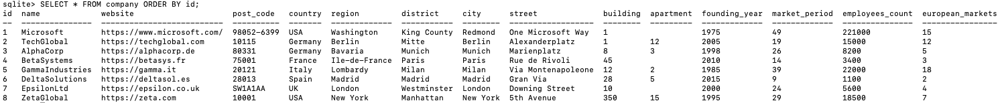 sqlite> SELECT * FROM company ORDER BY id;
id  name             website                     post_code   country  region         district     city      street              building  apartment  founding_year  market_period  employees_count  european_markets
--  ---------------  --------------------------  ----------  -------  -------------  -----------  --------  ------------------  --------  ---------  -------------  -------------  ---------------  ----------------
1   Microsoft        https://www.microsoft.com/  98052-6399  USA      Washington     King County  Redmond   One Microsoft Way   1                    1975           49             221000           15
2   TechGlobal       https://techglobal.com      10115       Germany  Berlin         Mitte        Berlin    Alexanderplatz      1         12         2005           19             15000            12
3   AlphaCorp        https://alphacorp.de        80331       Germany  Bavaria        Munich       Munich    Marienplatz         8         3          1998           26             8200             5
4   BetaSystems      https://betasys.fr          75001       France   Ile-de-France  Paris        Paris     Rue de Rivoli       45                   2010           14             3400             3
5   GammaIndustries  https://gamma.it            20121       Italy    Lombardy       Milan        Milan     Via Montenapoleone  12        2          1985           39             22000            18
6   DeltaSolutions   https://deltasol.es         28013       Spain    Madrid         Madrid       Madrid    Gran Via            28        5          2015           9              1100             2
7   EpsilonLtd       https://epsilon.co.uk       SW1A1AA     UK       London         Westminster  London    Downing Street      10                   2000           24             5600             4
8   ZetaGlobal       https://zeta.com            10001       USA      New York       Manhattan    New York  5th Avenue          350       15         1995           29             18500            7